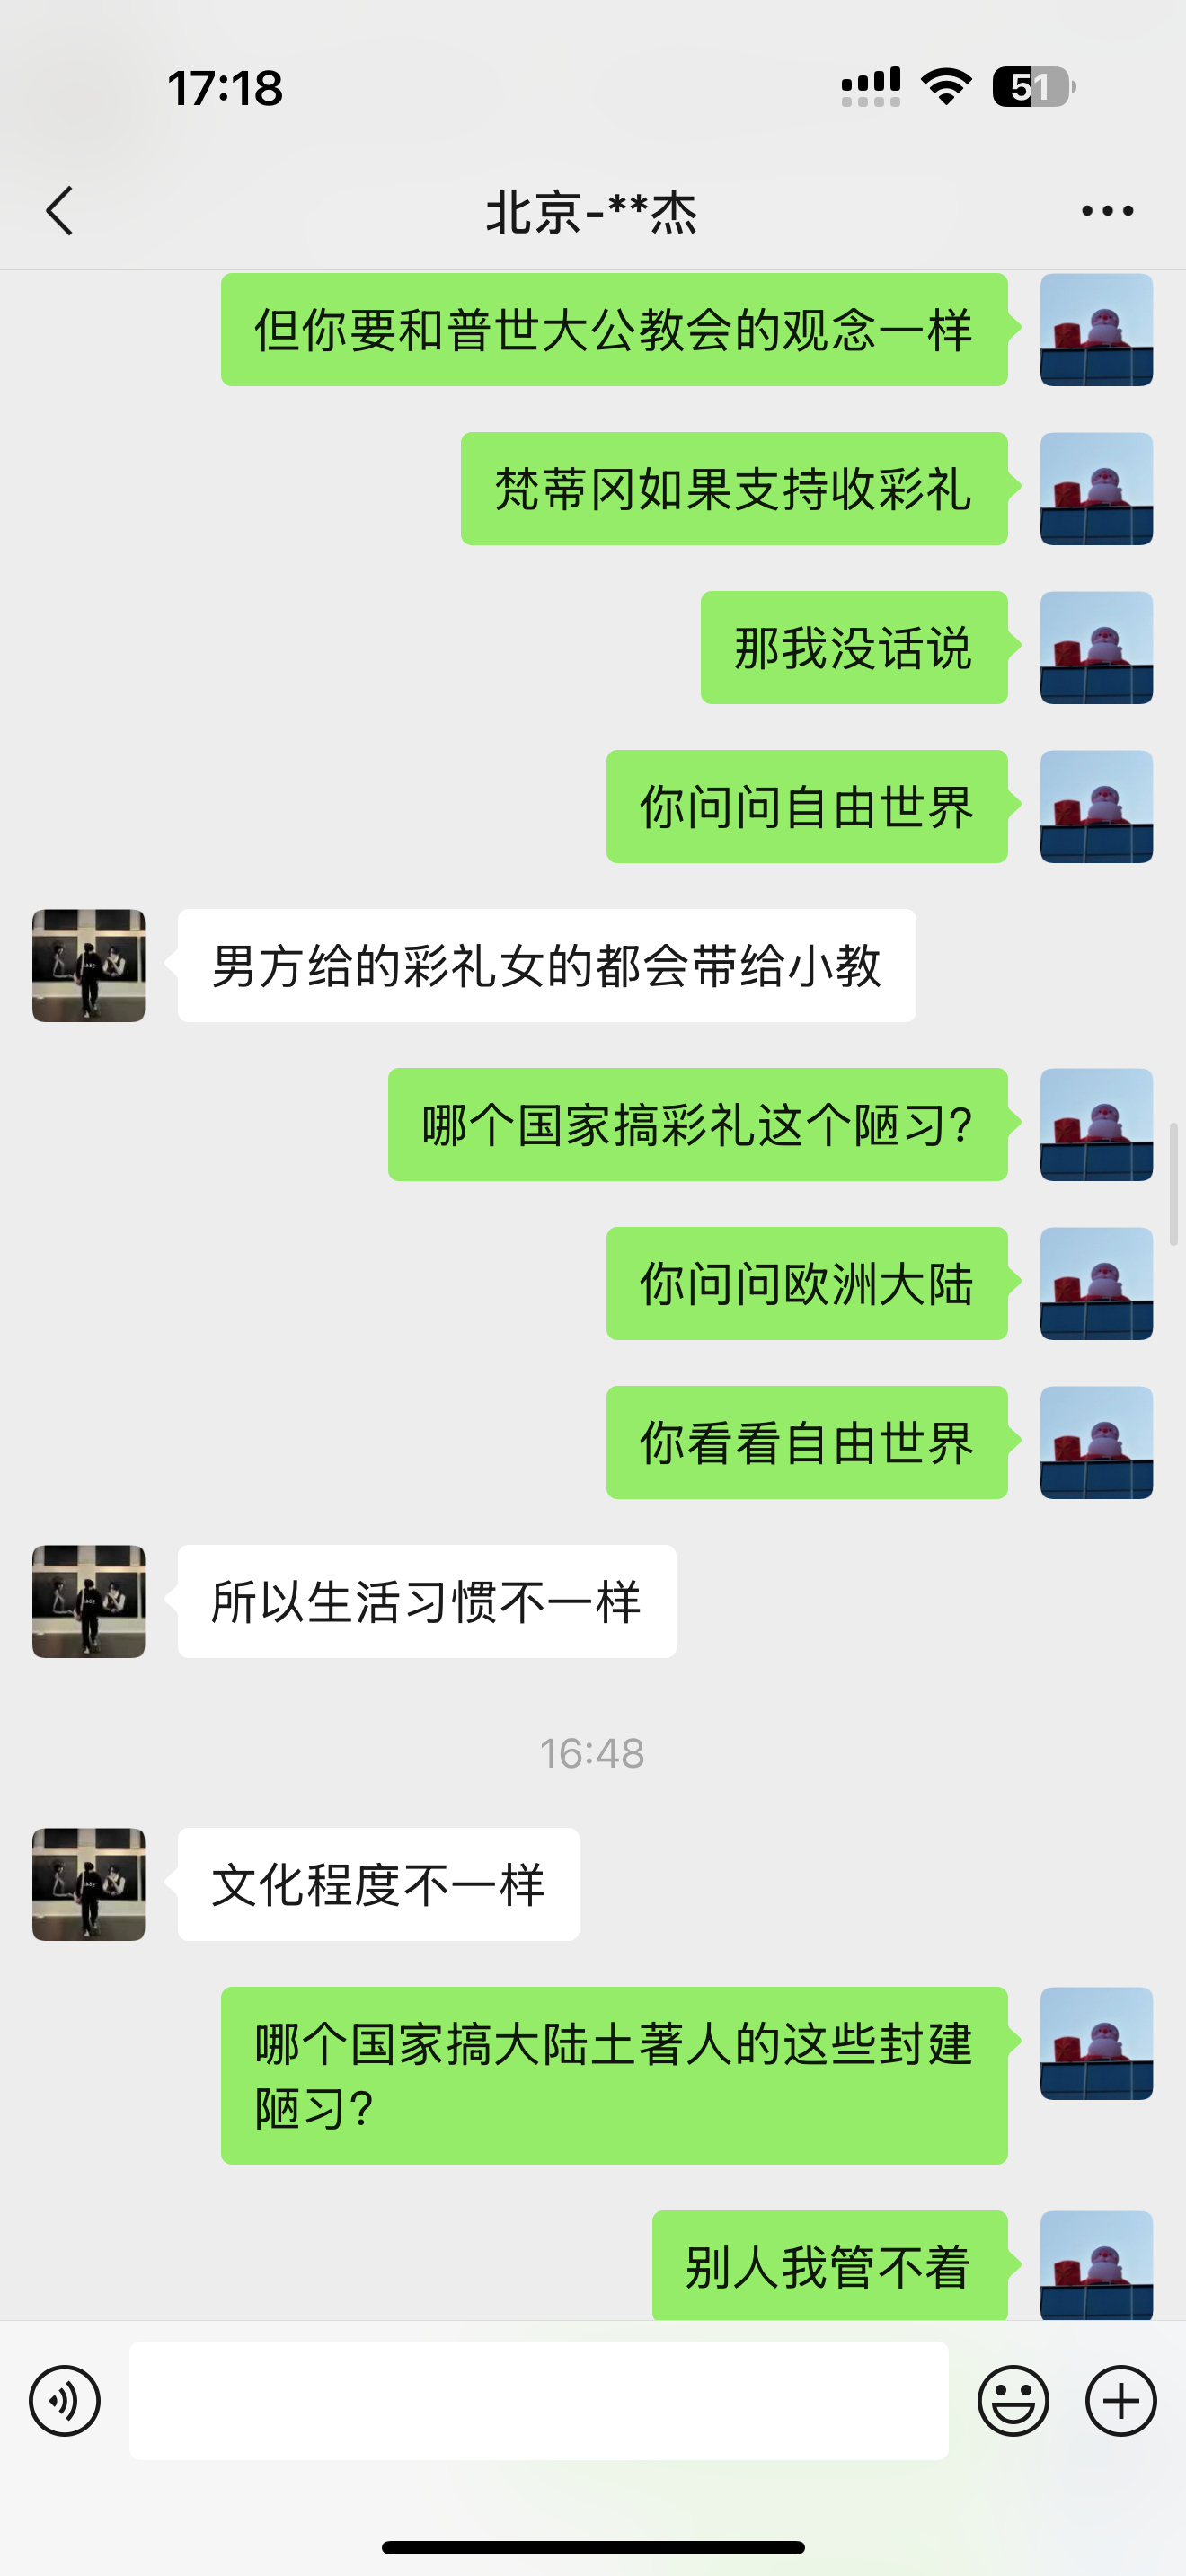 17:18
51
北京-**杰
但你要和普世大公教会的观念一样
梵蒂冈如果支持收彩礼
那我没话说
你问问自由世界
男方给的彩礼女的都会带给小教
哪个国家搞彩礼这个陋习?
你问问欧洲大陆
你看看自由世界
所以生活习惯不一样
16:48
文化程度不一样
哪个国家搞大陆土著人的这些封建
陋习?
别人我管不着